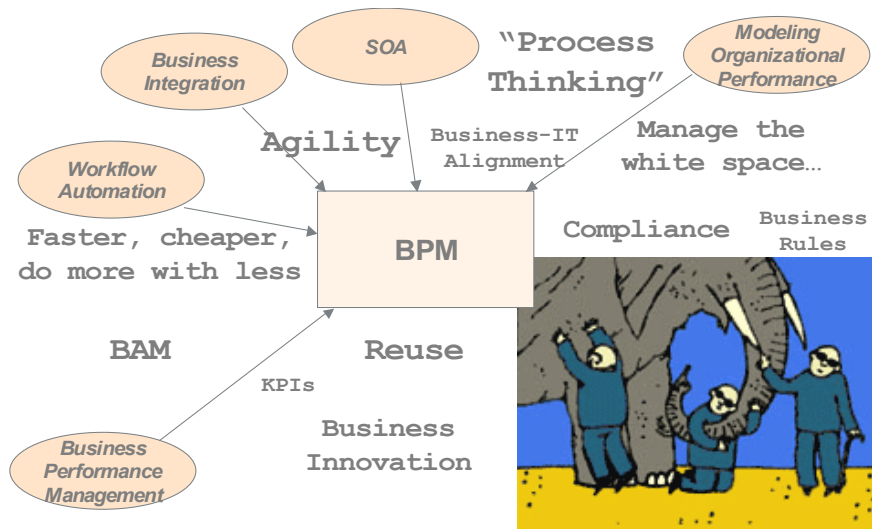 SOA
“Process
Thinking”
Modeling
Organizational
Performance
Business
Integration
Agility
Business-IT
Alignment
Manage the
white space…
Workflow
Automation
Faster, cheaper,
do more with less
BPM
Compliance
Business
Rules
BAM
Reuse
KPIs
Business
Innovation
Business
Performance
Management